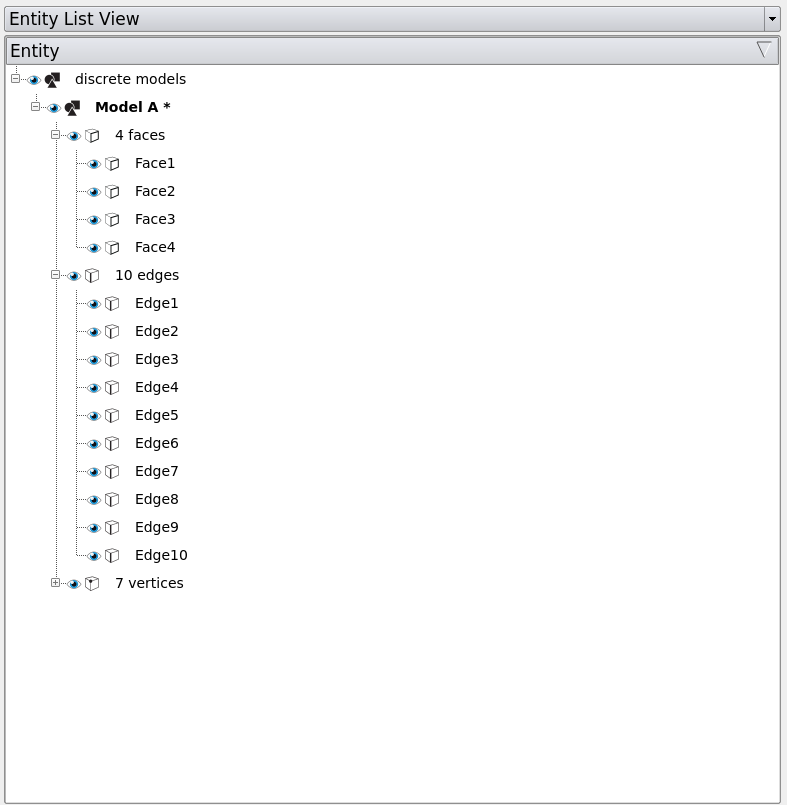 Entity List View
Entity
discrete models
Model A *
4 faces
Face1
Face2
Face3
Face4
10 edges
Edge1
Edge2
Edge3
Edge4
Edge5
Edge6
Edge7
Edge8
Edge9
Edge10
7 vertices